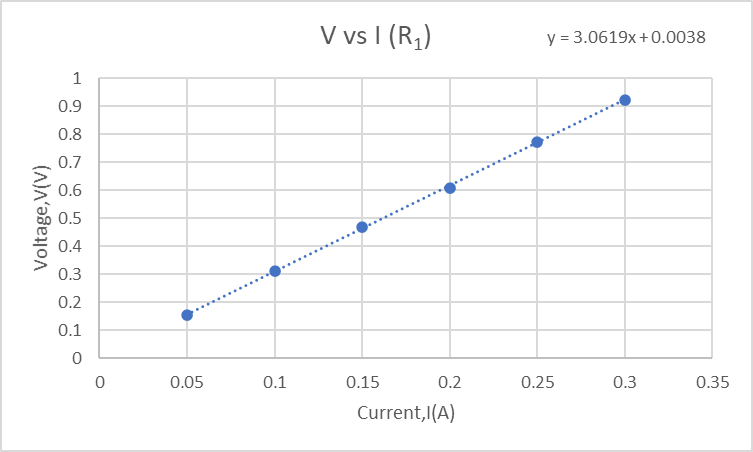 V vs I (R₁)
y = 3.0619x + 0.0038
1
0.9
0.8
0.7
0.6
0.5
0.4
0.3
0.2
0.1
0
Voltage,V(V)
0 0.05 0.1 0.15 0.2 0.25 0.3 0.35
Current,I(A)